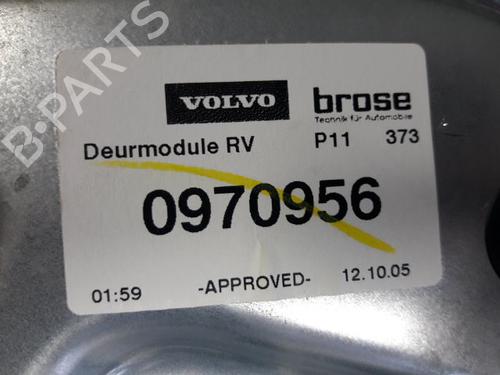 B-PARTS
VOLVO brose
Technik für Automobile
Deurmodule RV P11 373
0970956
01:59 -APPROVED- 12.10.05